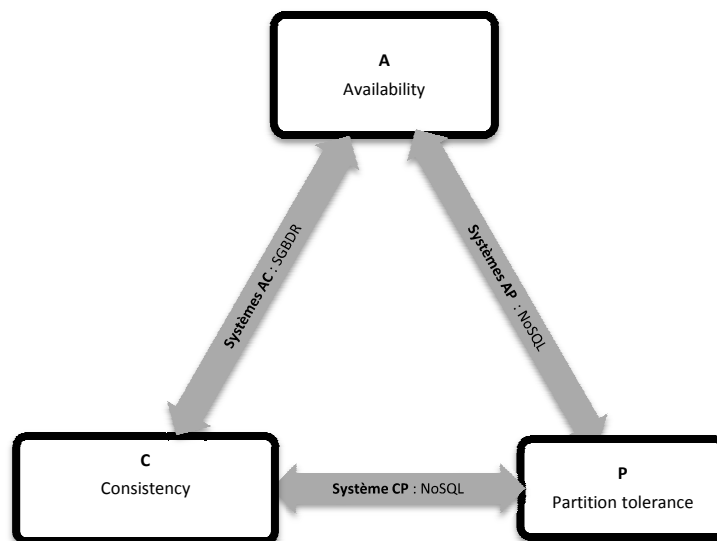 A
Availability
Systèmes AC : SGBDR
Systèmes AP : NoSQL
C
Consistency
Système CP : NoSQL
P
Partition tolerance